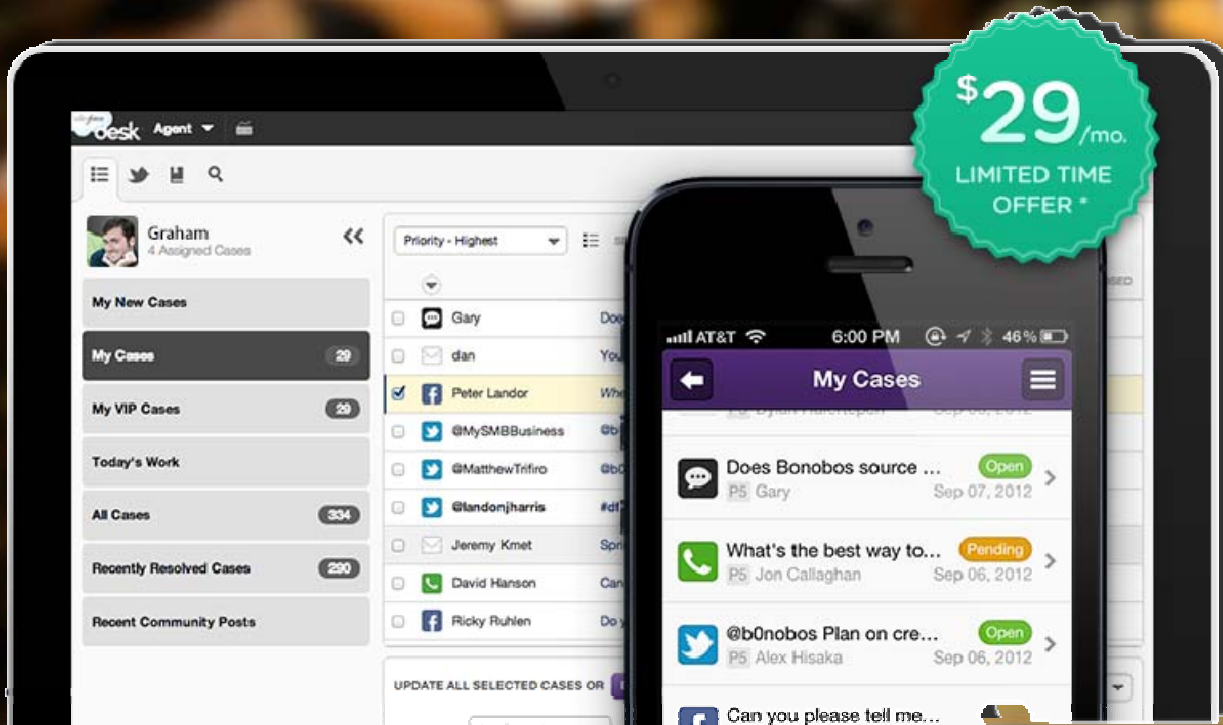 $29/mo.
LIMITED TIME
OFFER *
desk Agent
Graham
4 Assigned Cases
My New Cases
My Cases 29
My VIP Cases 29
Today's Work
All Cases 334
Recently Resolved Cases 290
Recent Community Posts
Priority - Highest
Gary
dan
Peter Landor
@MySMBBusiness
@MatthewTrifiro
@landonjharris
Jeremy Kmet
David Hanson
Ricky Ruhlen
UPDATE ALL SELECTED CASES OR
AT&T 6:00 PM 46%
My Cases
Does Bonobos source ... Open
P5 Gary Sep 07, 2012
What's the best way to... Pending
P5 Jon Callaghan Sep 06, 2012
@b0nobos Plan on cre... Open
P5 Alex Hisaka Sep 06, 2012
Can you please tell me...